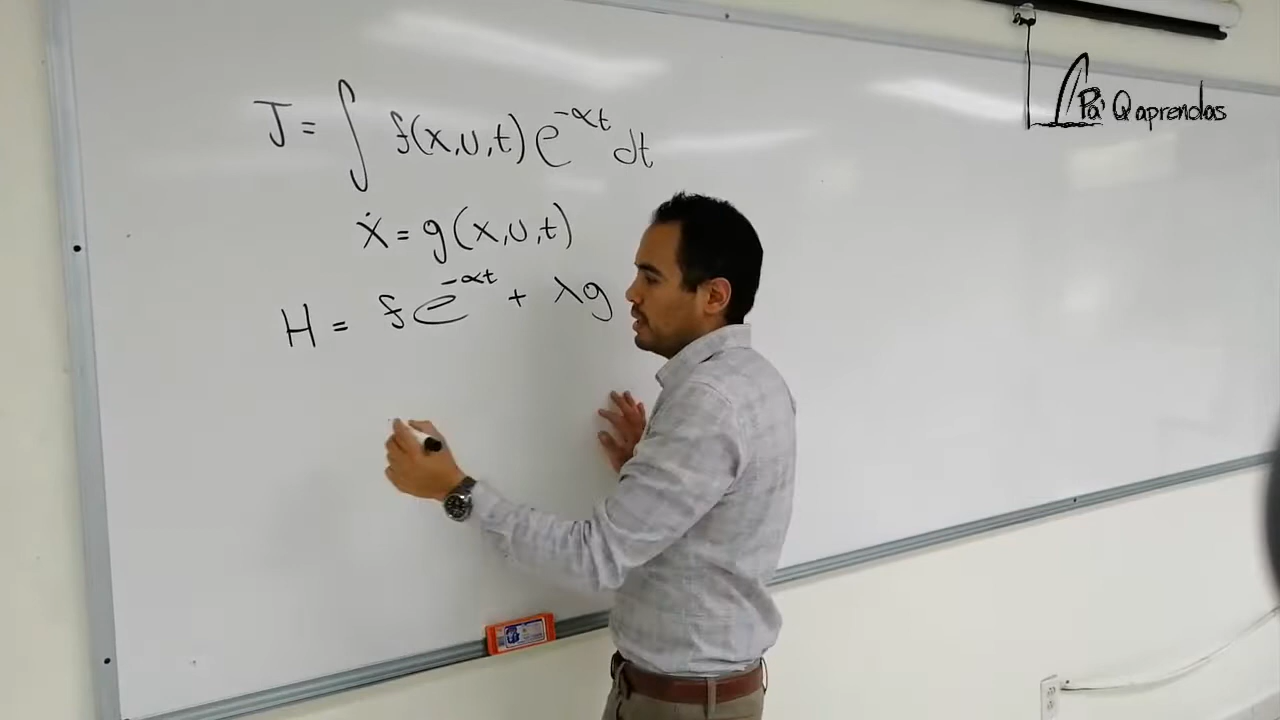 Pa' Q aprendas
J = ∫ f(x,u,t) e^{-αt} dt
ẋ = g(x,u,t)
H = f e^{-αt} + λg